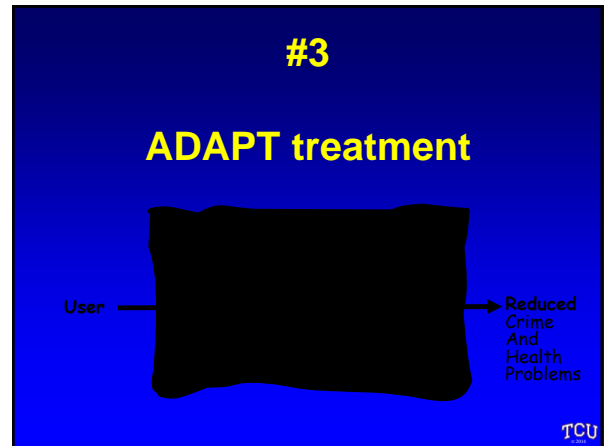 #3
ADAPT treatment
User
Reduced
Crime
And
Health
Problems
TCU